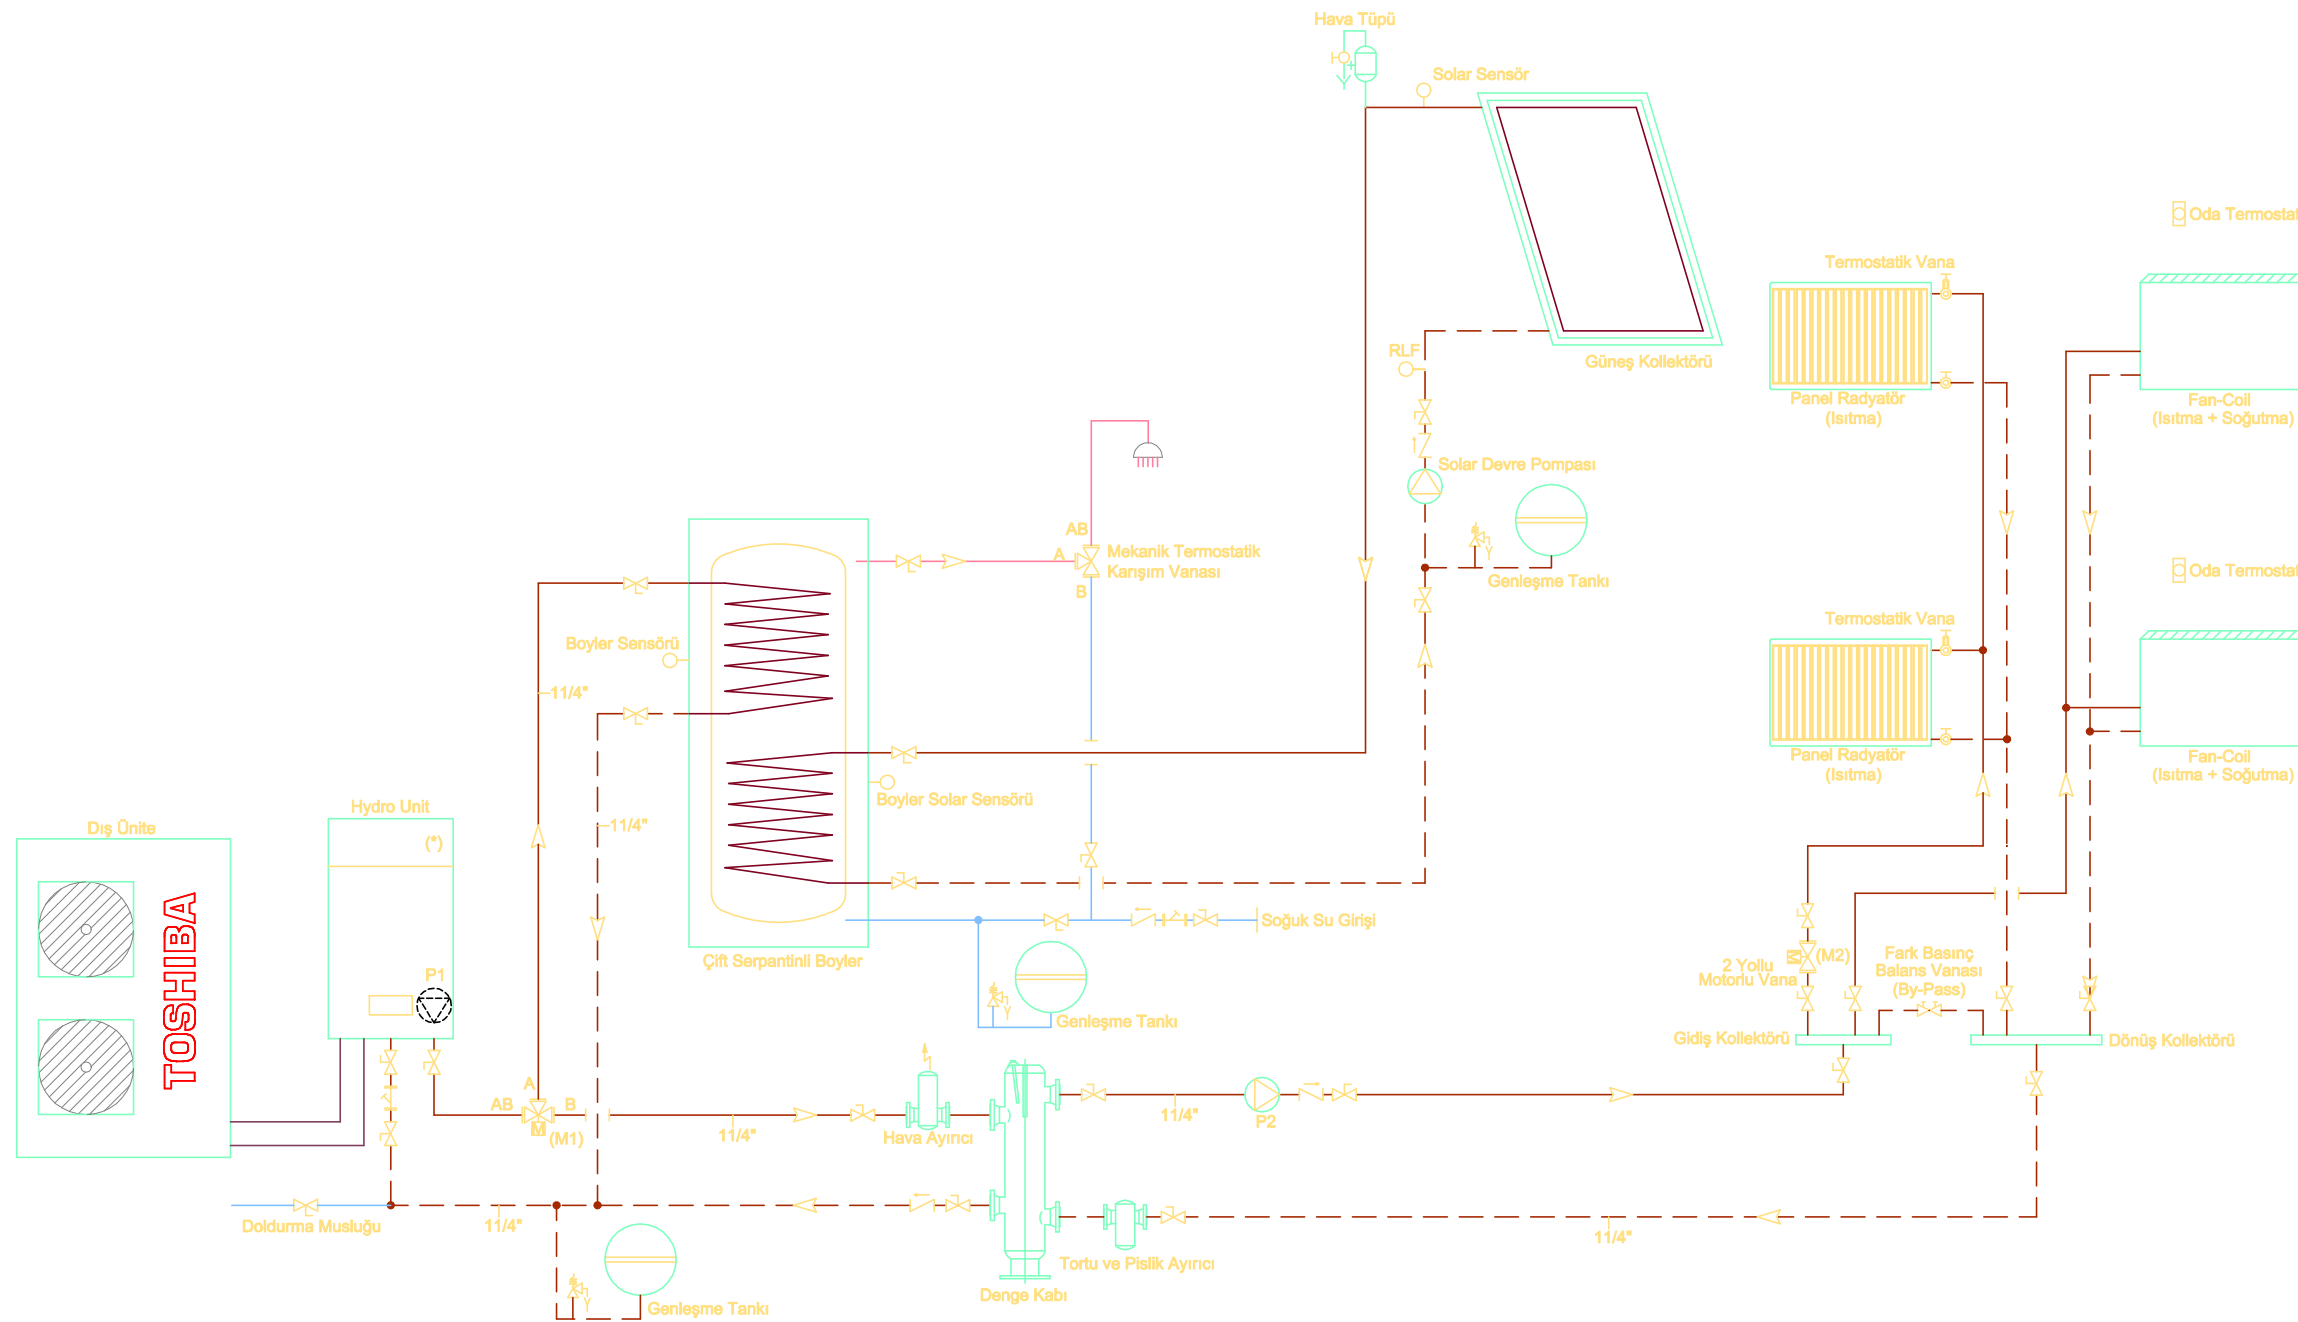 Hava Tüpü
Solar Sensör
Oda Termostat
Termostatik Vana
RLF
Güneş Kollektörü
Panel Radyatör
(Isıtma)
Fan-Coil
(Isıtma + Soğutma)
Solar Devre Pompası
AB
A
Mekanik Termostatik
Karışım Vanası
B
Genleşme Tankı
Oda Termostat
Termostatik Vana
Boyler Sensörü
11/4"
Panel Radyatör
(Isıtma)
Fan-Coil
(Isıtma + Soğutma)
Boyler Solar Sensörü
Hydro Unit
11/4"
Dış Ünite
(*)
TOSHIBA
Soğuk Su Girişi
Çift Serpantinli Boyler
P1
2 Yollu
Motorlu Vana
M
(M2)
Fark Basınç
Balans Vanası
(By-Pass)
Genleşme Tankı
Gidiş Kollektörü
Dönüş Kollektörü
A
AB
B
M
(M1)
11/4"
Hava Ayırıcı
11/4"
P2
Doldurma Musluğu
11/4"
11/4"
Tortu ve Pislik Ayırıcı
Denge Kabı
Genleşme Tankı